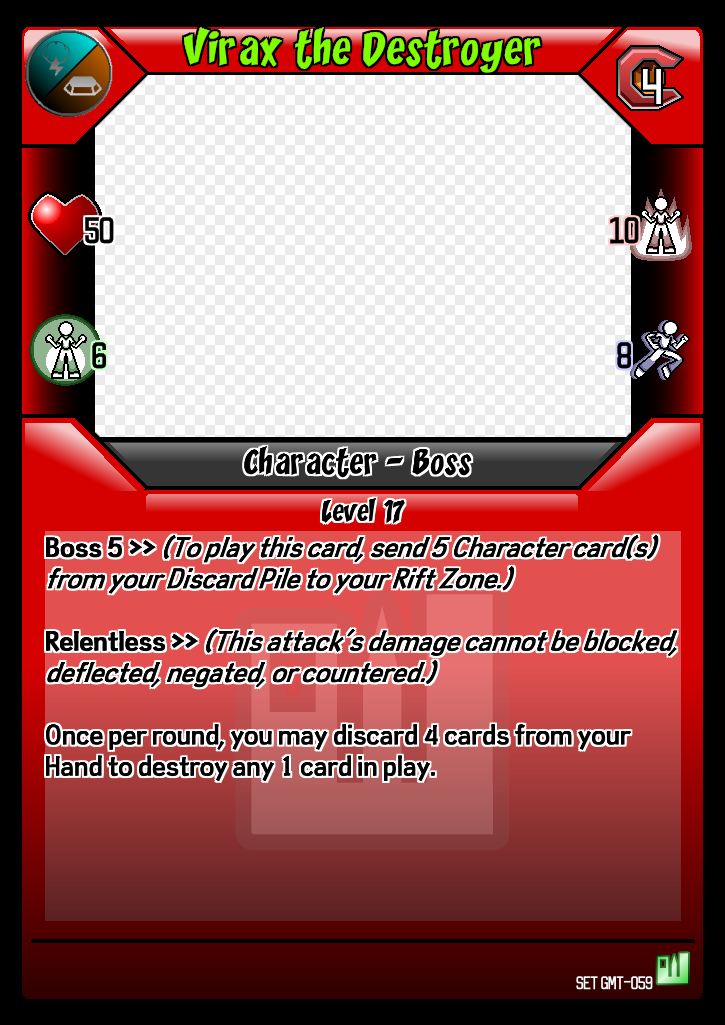 Virax the Destroyer
4
50
10
6
8
Character - Boss
Level 17
Boss 5 >> (To play this card, send 5 Character card(s)
from your Discard Pile to your Rift Zone.)
Relentless >> (This attack's damage cannot be blocked,
deflected, negated, or countered.)
Once per round, you may discard 4 cards from your
Hand to destroy any 1 card in play.
SET GMT-059